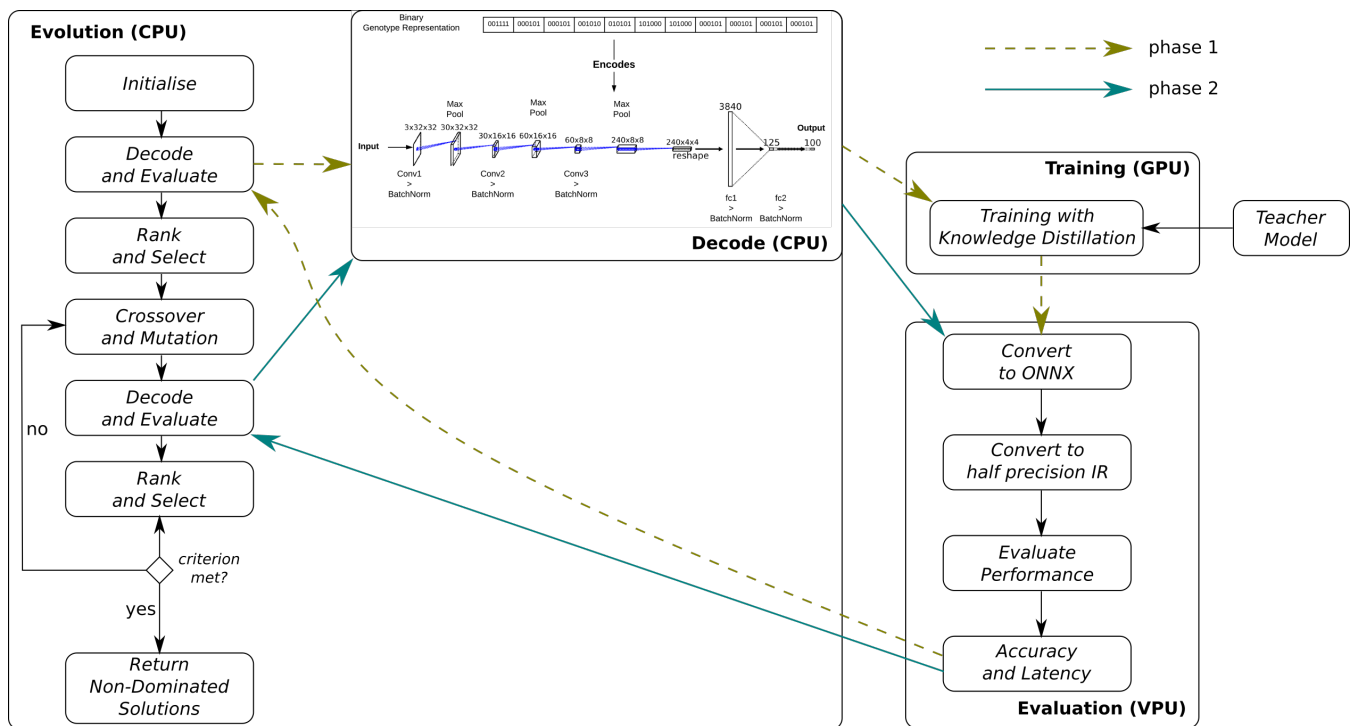 Evolution (CPU)
Initialise
Decode
and Evaluate
Rank
and Select
Crossover
and Mutation
Decode
and Evaluate
Rank
and Select
no
criterion
met?
yes
Return
Non-Dominated
Solutions
Binary
Genotype Representation
001111 000101 000101 001010 010101 101000 101000 000101 000101 000101 000101
Encodes
Max
Pool
Max
Pool
Max
Pool
3x32x32
30x32x32
30x16x16
60x16x16
60x8x8
240x8x8
240x4x4
reshape
3840
125
100
Input
Output
Conv1
>
BatchNorm
Conv2
>
BatchNorm
Conv3
>
BatchNorm
fc1
>
BatchNorm
fc2
>
BatchNorm
Decode (CPU)
phase 1
phase 2
Training (GPU)
Training with
Knowledge Distillation
Teacher
Model
Convert
to ONNX
Convert to
half precision IR
Evaluate
Performance
Accuracy
and Latency
Evaluation (VPU)